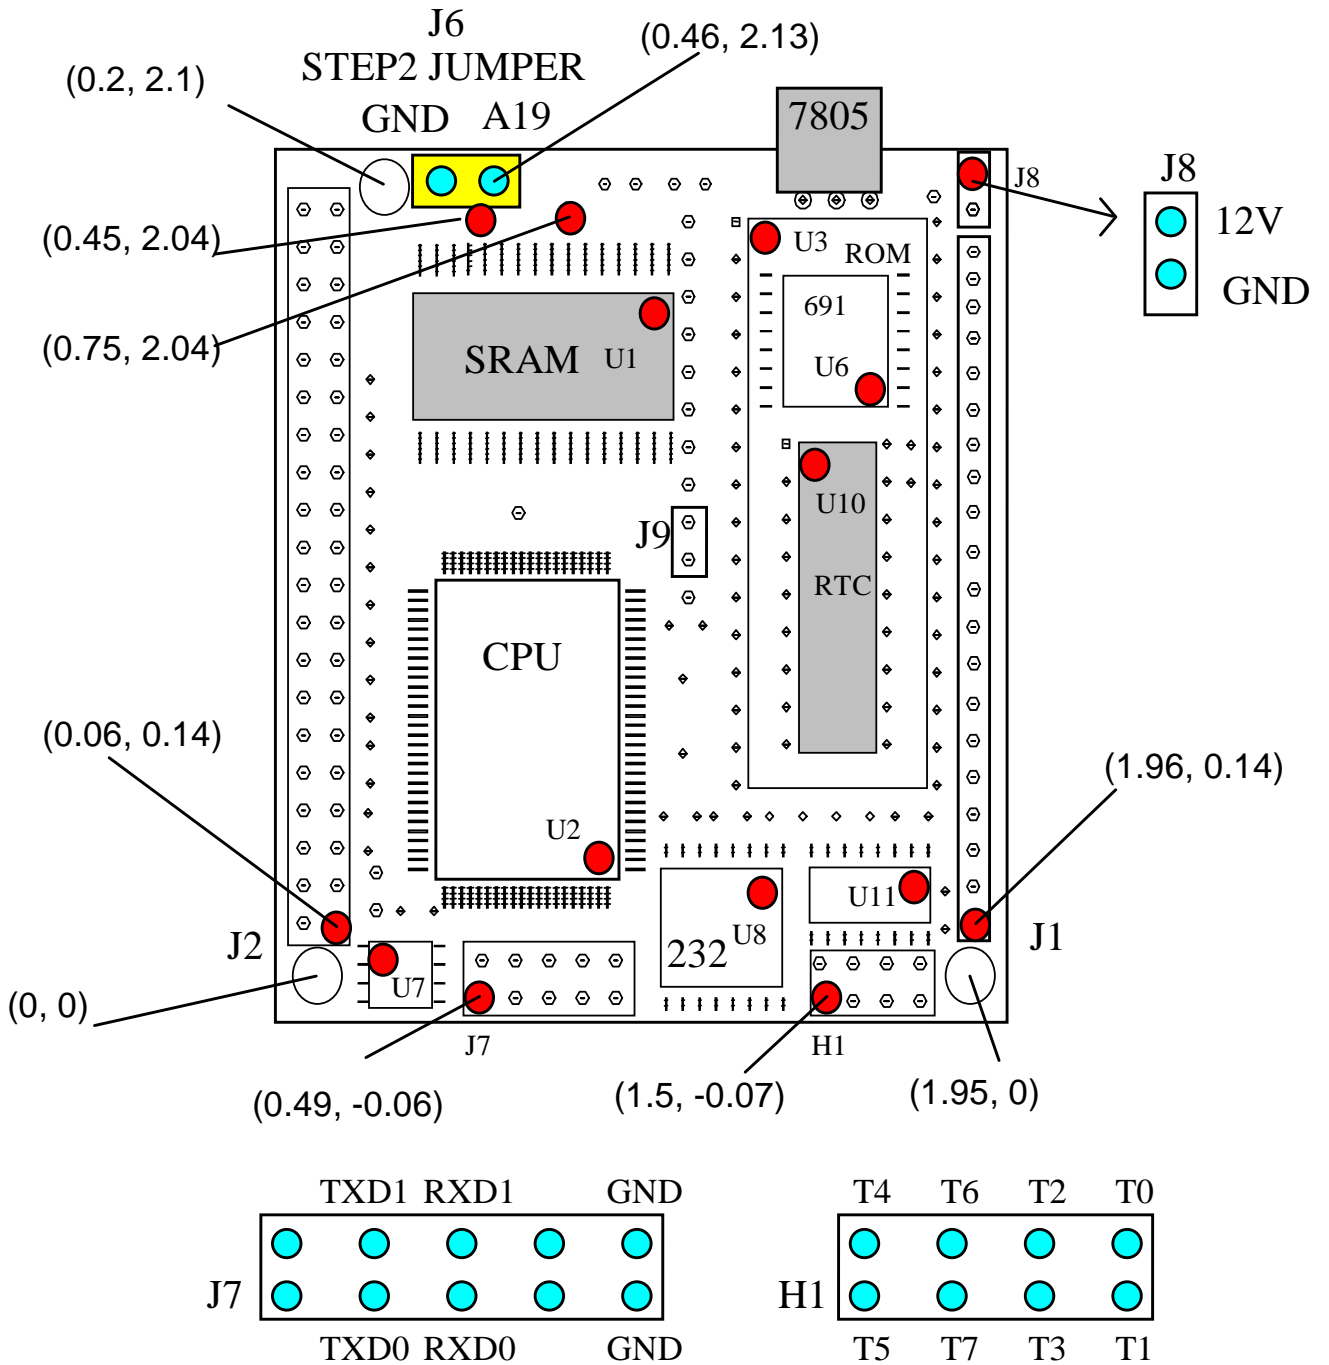 J6
(0.46, 2.13)
STEP2 JUMPER
(0.2, 2.1)
GND A19
7805
J8
J8
12V
GND
(0.45, 2.04)
U3
ROM
691
(0.75, 2.04)
SRAM U1
U6
U10
J9
RTC
CPU
(0.06, 0.14)
(1.96, 0.14)
U2
U11
J2
U8
J1
232
U7
(0, 0)
J7
H1
(0.49, -0.06)
(1.5, -0.07)
(1.95, 0)
TXD1 RXD1 GND
J7
TXD0 RXD0 GND
T4 T6 T2 T0
H1
T5 T7 T3 T1